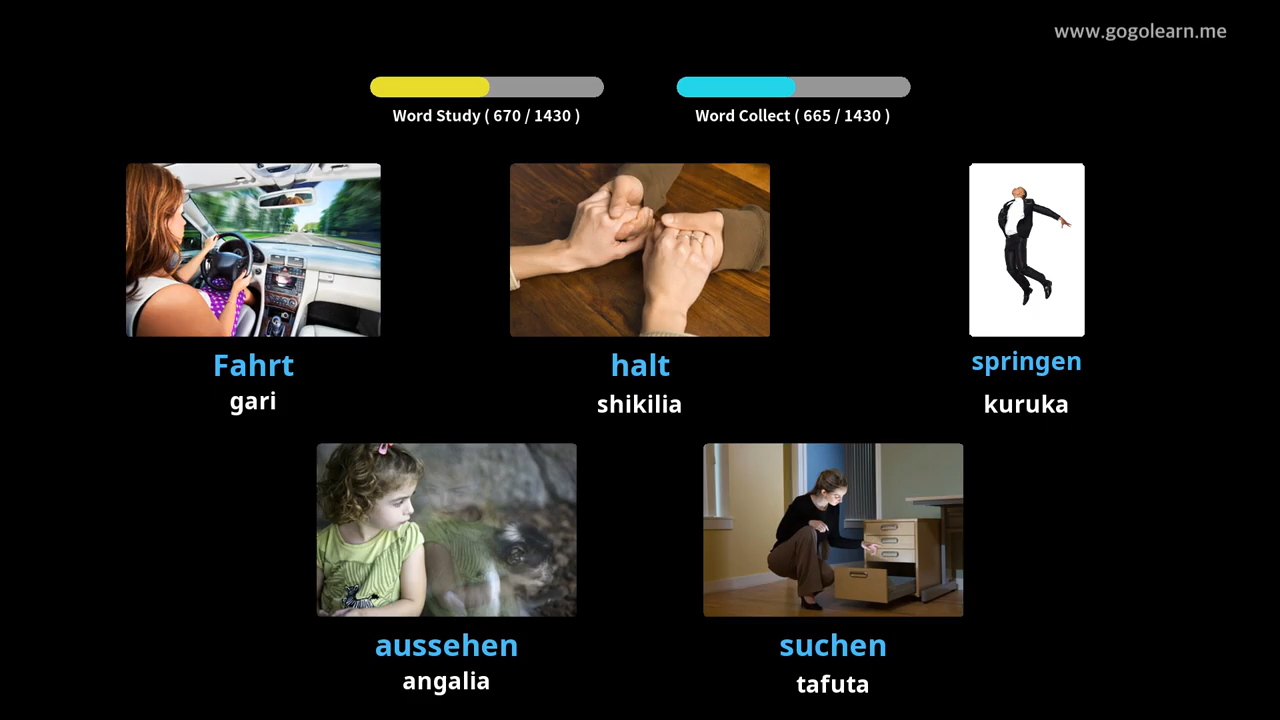 www.gogolearn.me
Word Study ( 670 / 1430 )
Word Collect ( 665 / 1430 )
Fahrt
gari
halt
shikilia
springen
kuruka
aussehen
angalia
suchen
tafuta